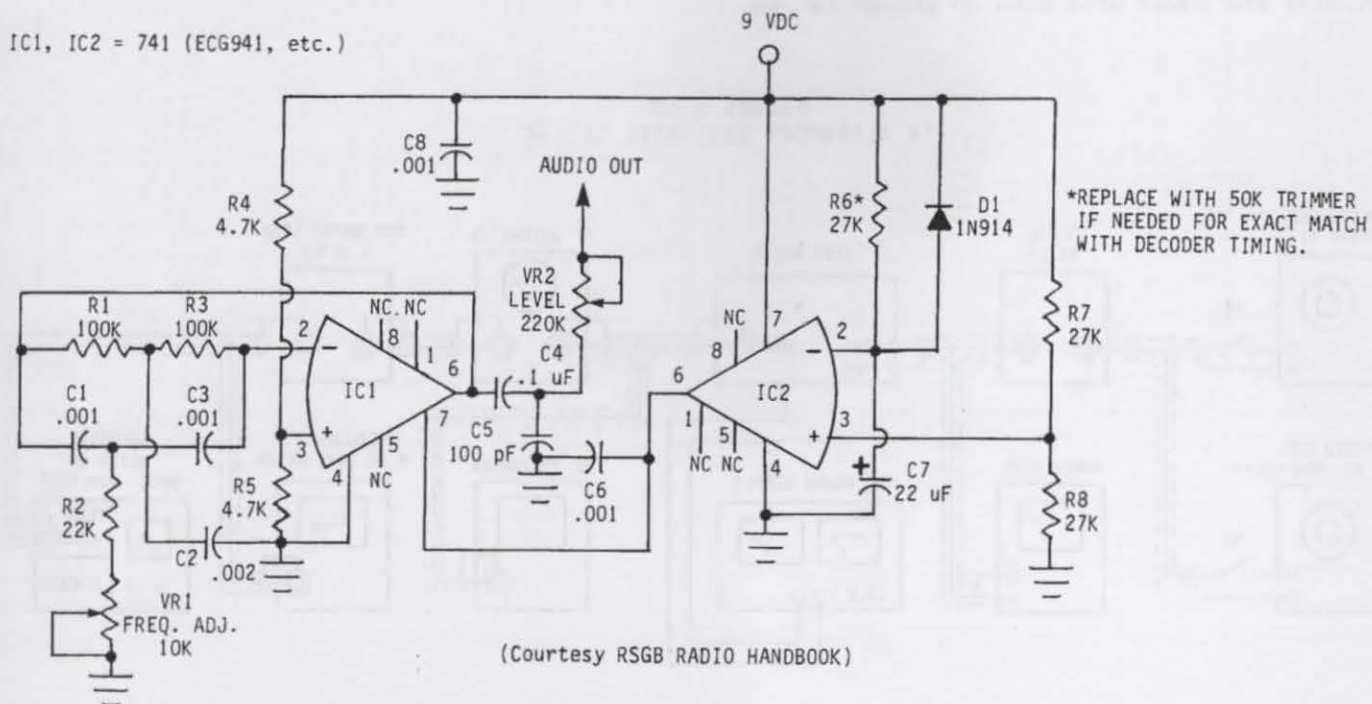 9 VDC
IC1, IC2 = 741 (ECG941, etc.)
C8
.001
AUDIO OUT
R4
4.7K
R6*
27K
D1
1N914
*REPLACE WITH 50K TRIMMER
IF NEEDED FOR EXACT MATCH
WITH DECODER TIMING.
VR2
LEVEL
220K
R1
100K
R3
100K
2
-
NC
NC
8
1
6
7
IC1
+
3
4
5
NC
C4
.1 uF
C5
100 pF
C6
.001
NC
8
7
2
-
6
IC2
1
5
3
+
NC
NC
4
R7
27K
C1
.001
C3
.001
R5
4.7K
+
C7
22 uF
R8
27K
R2
22K
C2
.002
VR1
FREQ. ADJ.
10K
(Courtesy RSGB RADIO HANDBOOK)